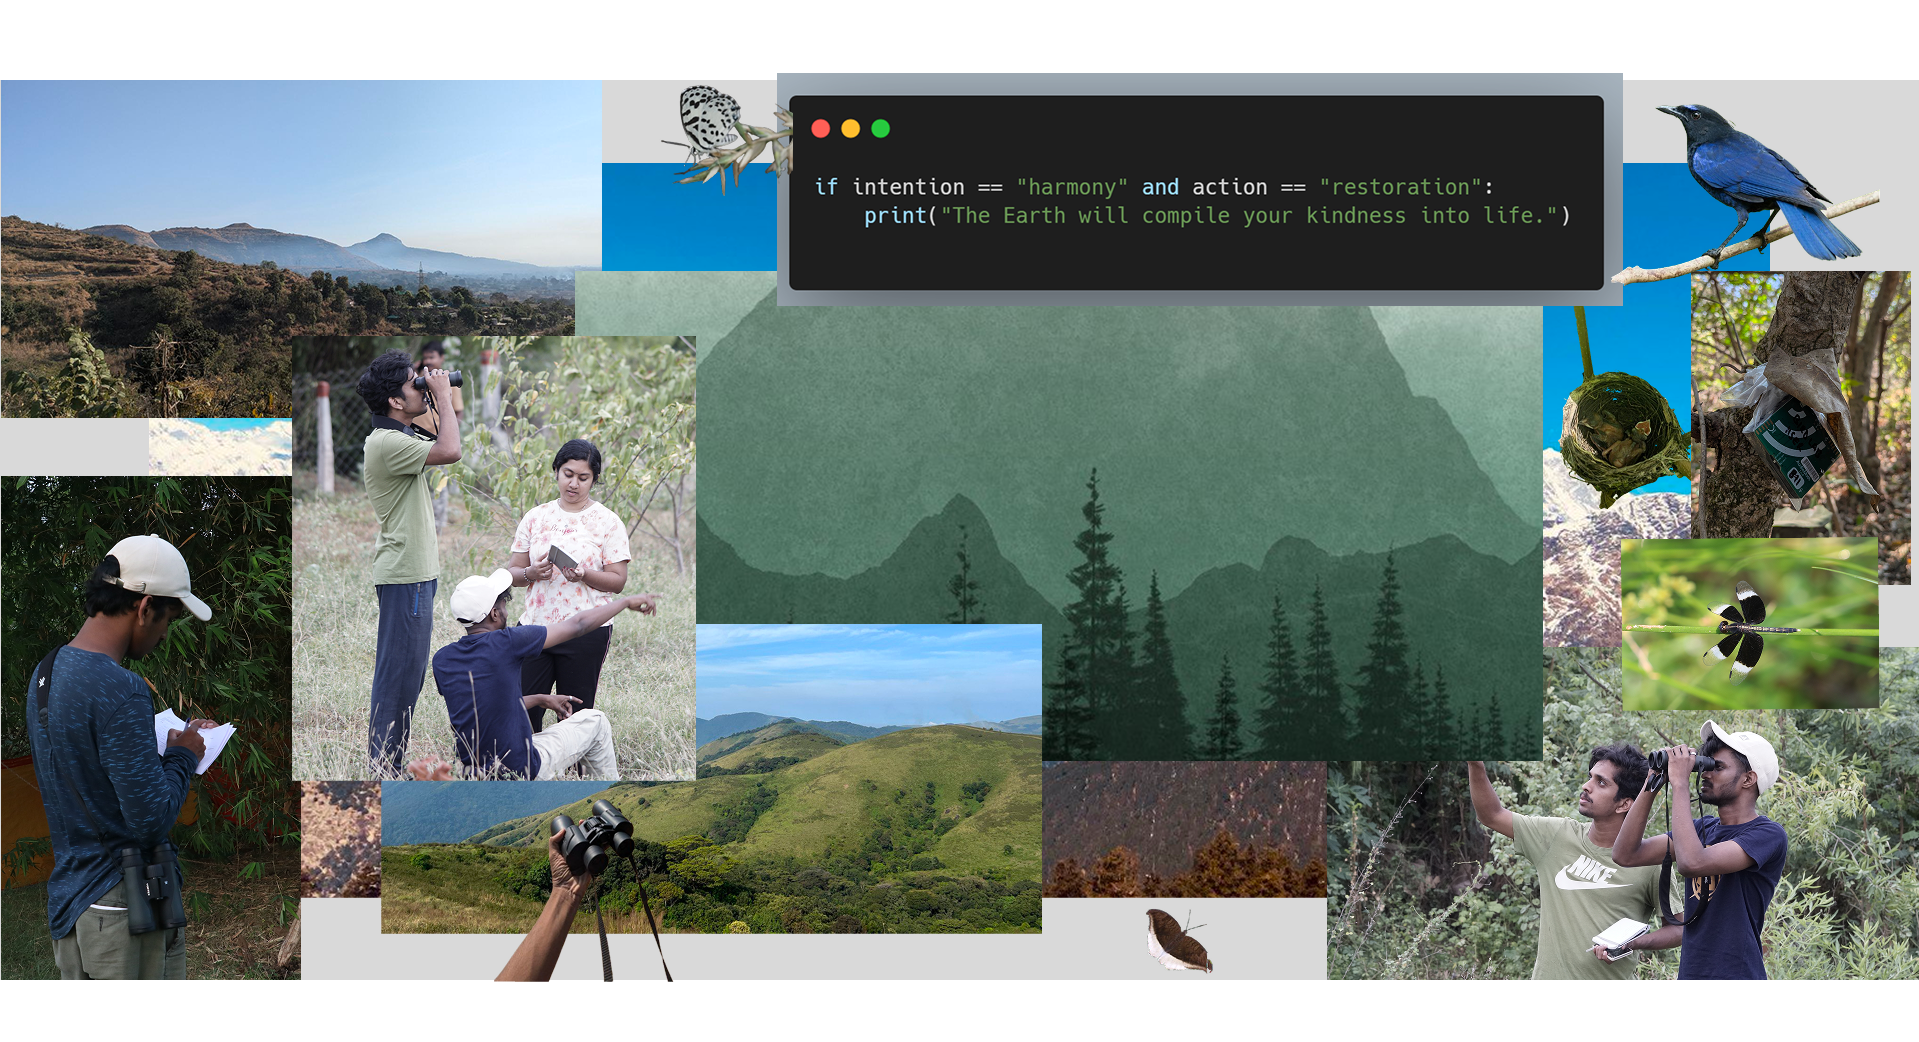 if intention == "harmony" and action == "restoration":
    print("The Earth will compile your kindness into life.")
NIKE